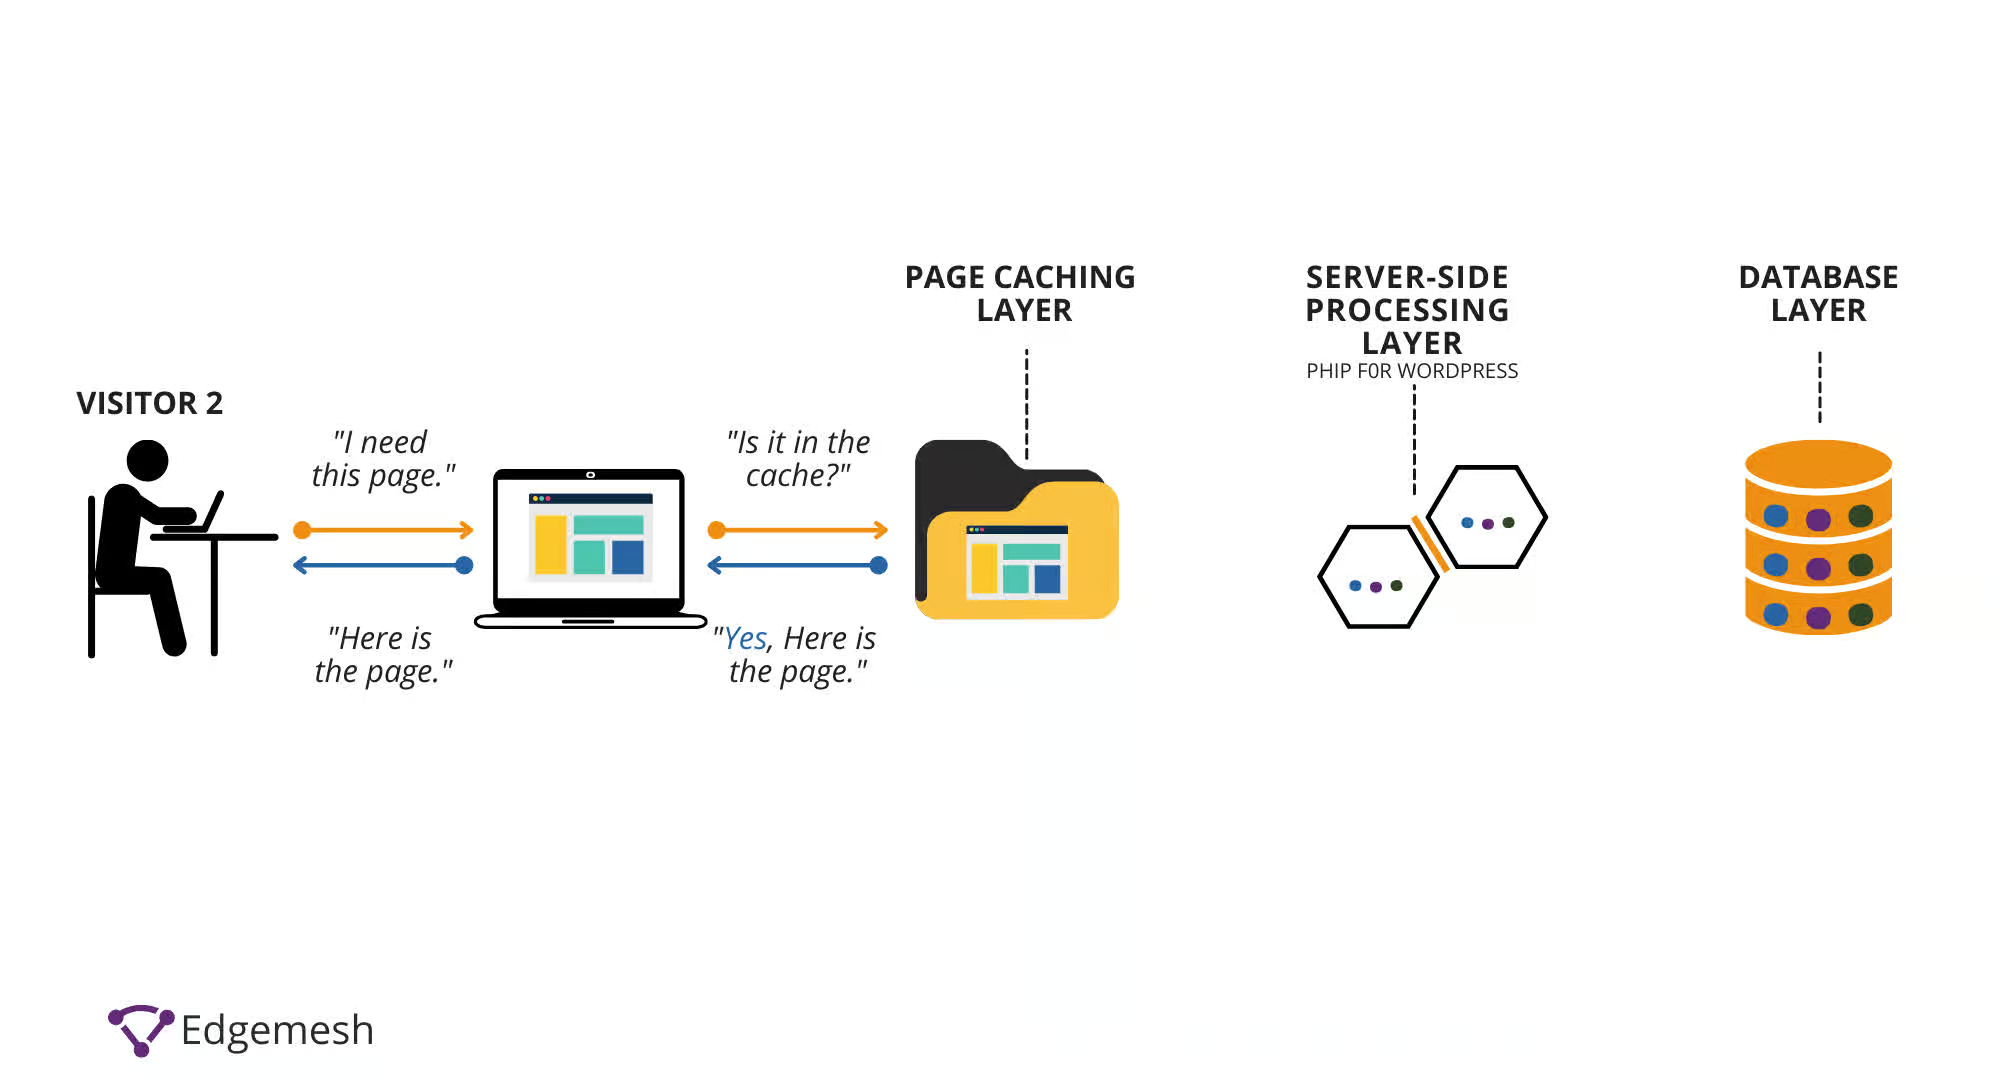 PAGE CACHING
LAYER
SERVER-SIDE
PROCESSING
LAYER
PHIP F0R WORDPRESS
DATABASE
LAYER
VISITOR 2
"I need
this page."
"Is it in the
cache?"
"Here is
the page."
"Yes, Here is
the page."
Edgemesh